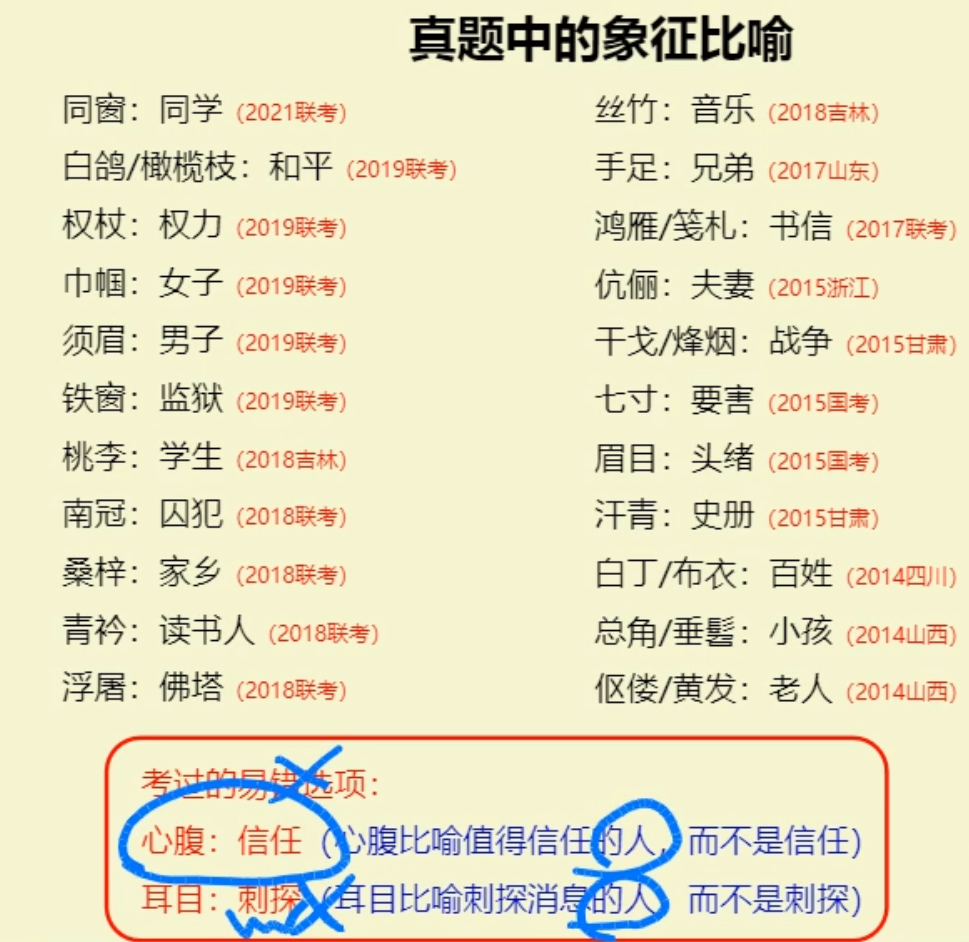 真题中的象征比喻
同窗：同学（2021联考）
白鸽/橄榄枝：和平（2019联考）
权杖：权力（2019联考）
巾帼：女子（2019联考）
须眉：男子（2019联考）
铁窗：监狱（2019联考）
桃李：学生（2018吉林）
南冠：囚犯（2018联考）
桑梓：家乡（2018联考）
青衿：读书人（2018联考）
浮屠：佛塔（2018联考）
丝竹：音乐（2018吉林）
手足：兄弟（2017山东）
鸿雁/笺札：书信（2017联考）
伉俪：夫妻（2015浙江）
干戈/烽烟：战争（2015甘肃）
七寸：要害（2015国考）
眉目：头绪（2015国考）
汗青：史册（2015甘肃）
白丁/布衣：百姓（2014四川）
总角/垂髫：小孩（2014山西）
伛偻/黄发：老人（2014山西）
考过的易错选项：
心腹：信任（心腹比喻值得信任的人，而不是信任）
耳目：刺探（耳目比喻刺探消息的人 而不是刺探）